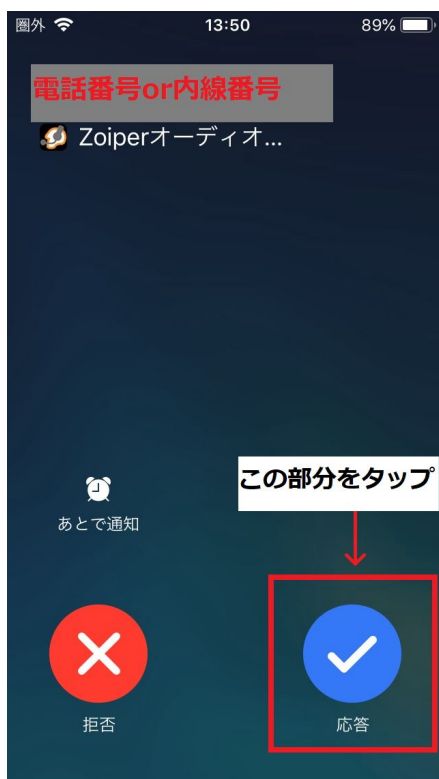 圏外 13:50 89%
電話番号or内線番号
Zoiperオーディオ...
この部分をタップ
あとで通知
拒否 応答